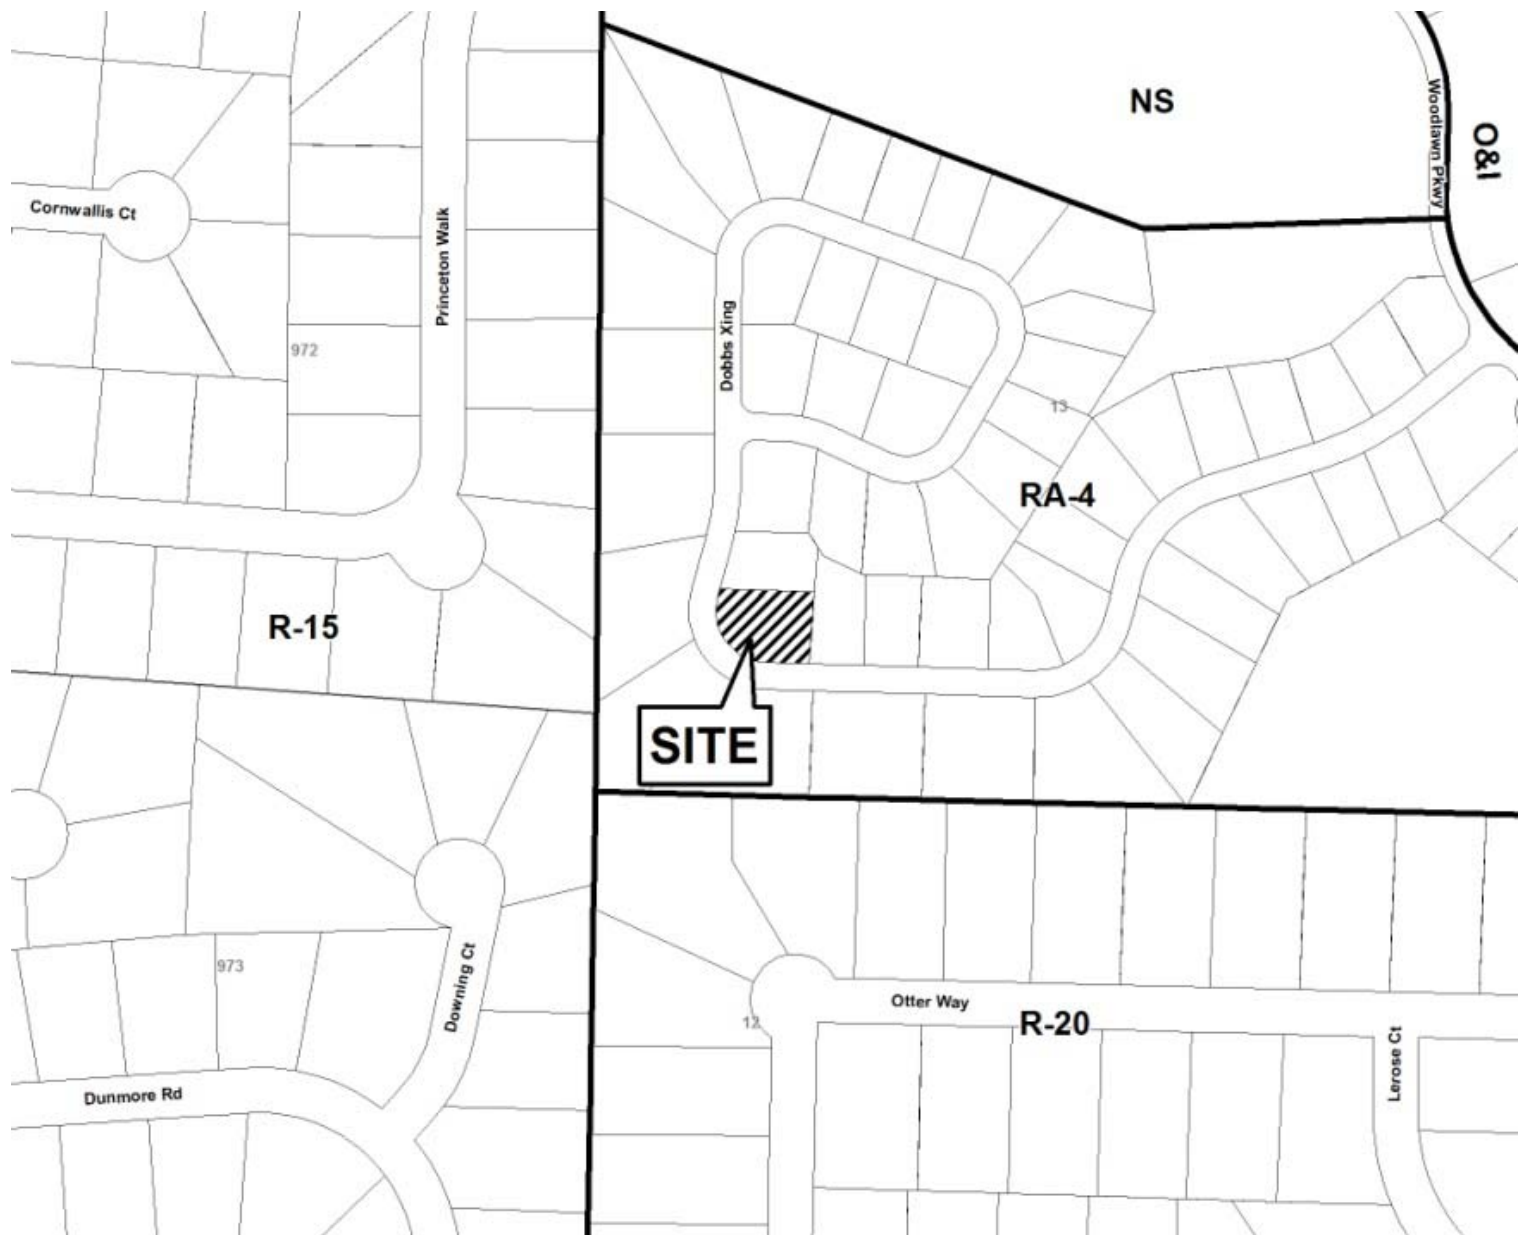 NS
Woodlawn Pkwy
O&I
Cornwallis Ct
Princeton Walk
972
Dobbs Xing
13
RA-4
R-15
SITE
973
Downing Ct
Otter Way
12
R-20
Lerose Ct
Dunmore Rd